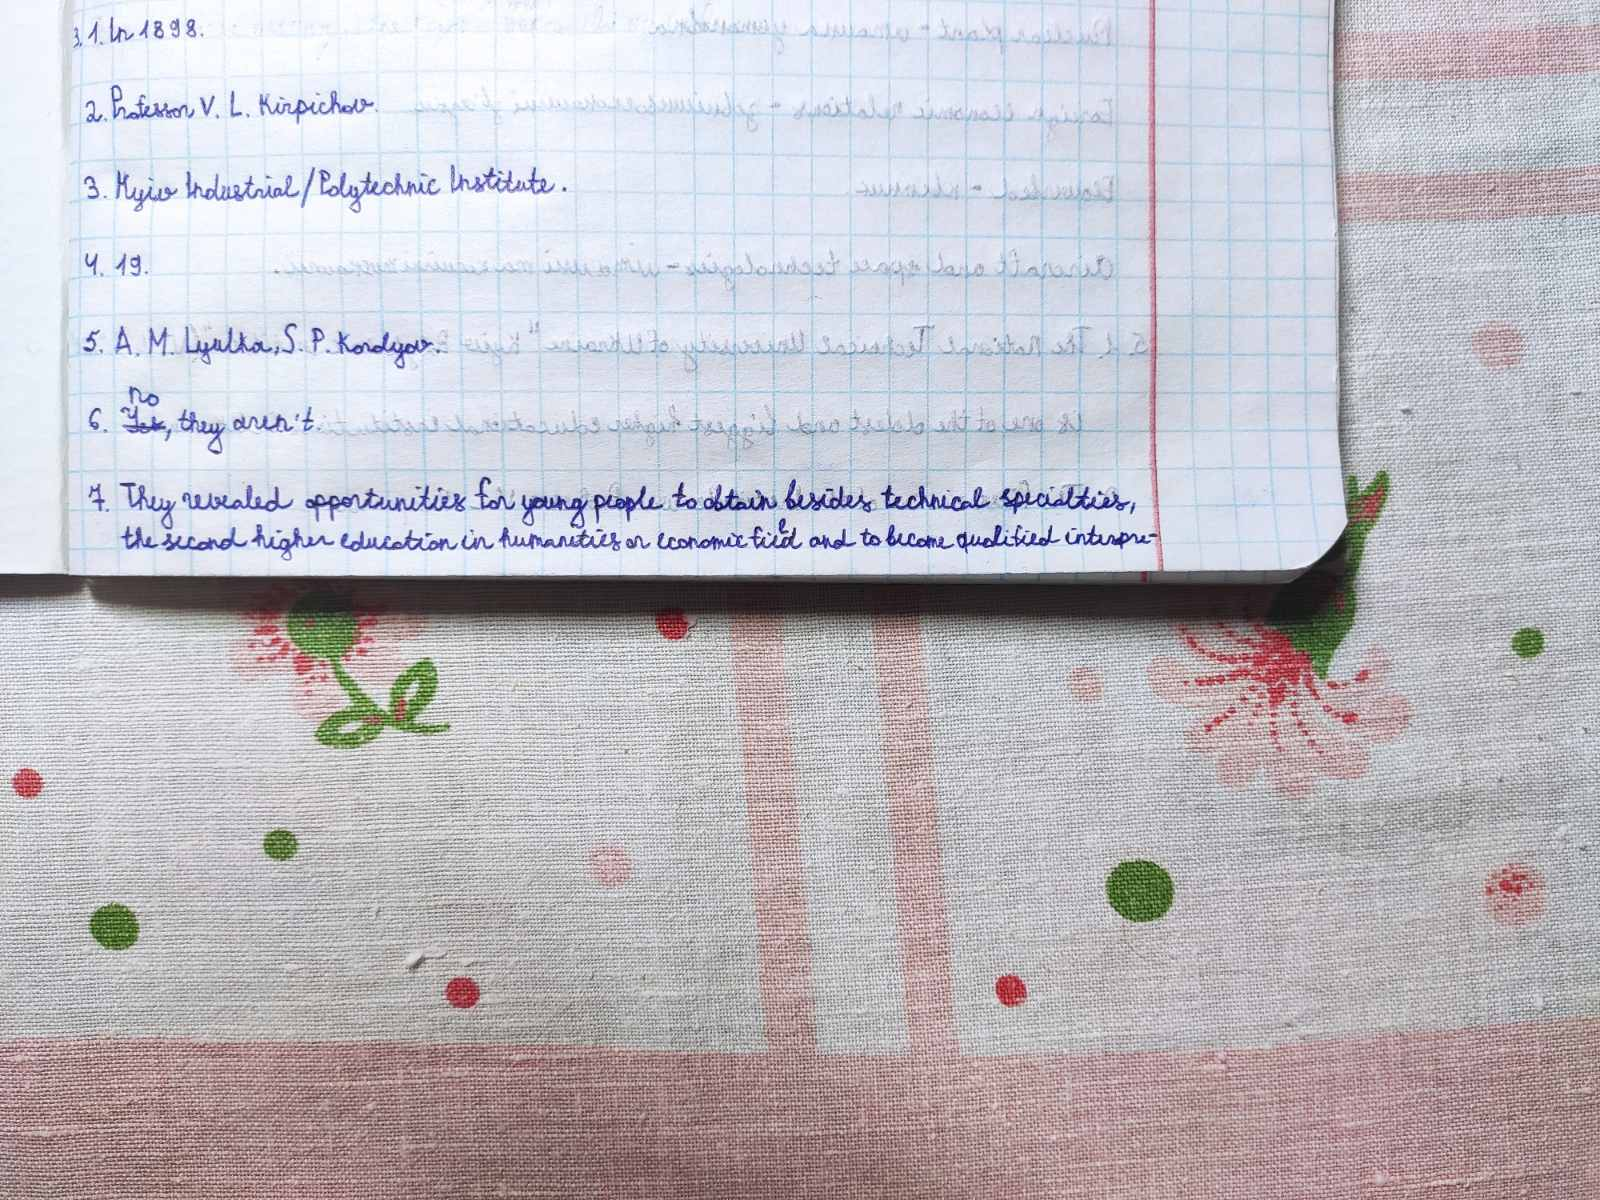 3.1. In 1898.
2. Professor V. L. Kirpichov.
3. Kyiv Industrial/Polytechnic Institute.
4. 19.
5. A. M. Lyulka, S. P. Korolyov.
no
6. Yes, they aren't.
7. They revealed opportunities for young people to obtain besides technical specialties,
the second higher education in humanities or economic field and to become qualified interpre-